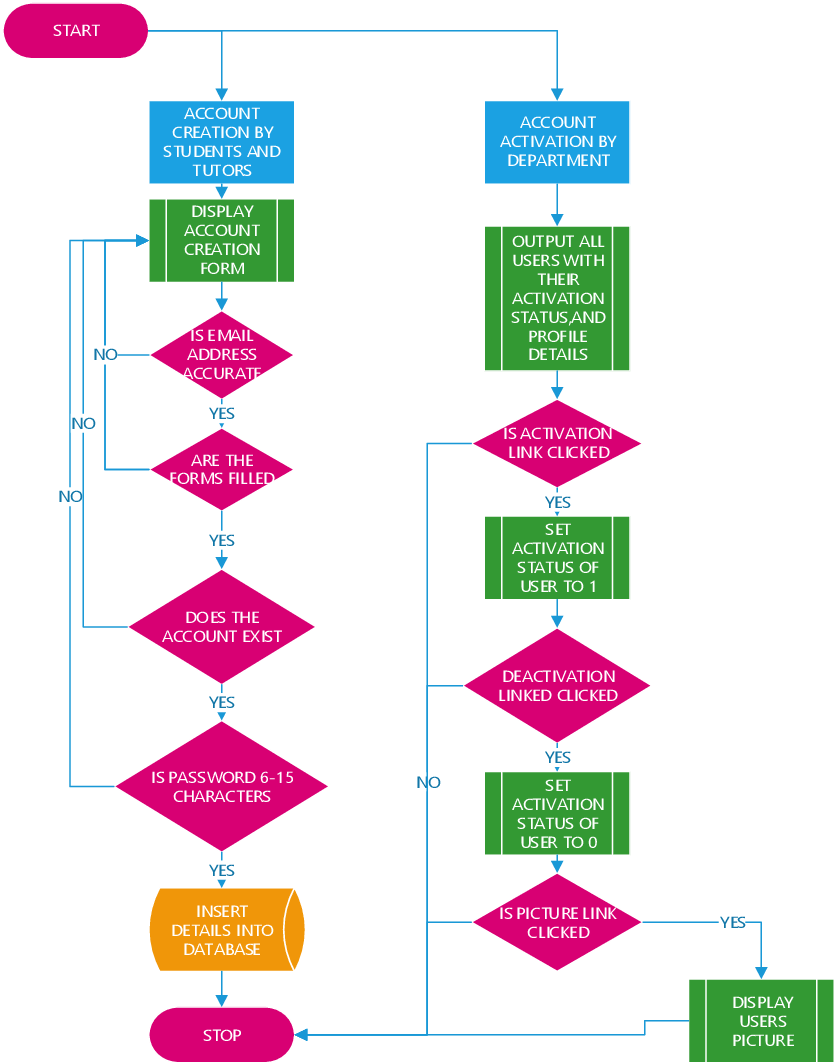 START
ACCOUNT
CREATION BY
STUDENTS AND
TUTORS
DISPLAY
ACCOUNT
CREATION
FORM
IS EMAIL
ADDRESS
ACCURATE
NO
YES
ARE THE
FORMS FILLED
NO
NO
YES
DOES THE
ACCOUNT EXIST
YES
IS PASSWORD 6-15
CHARACTERS
YES
INSERT
DETAILS INTO
DATABASE
STOP
ACCOUNT
ACTIVATION BY
DEPARTMENT
OUTPUT ALL
USERS WITH
THEIR
ACTIVATION
STATUS,AND
PROFILE
DETAILS
IS ACTIVATION
LINK CLICKED
YES
SET
ACTIVATION
STATUS OF
USER TO 1
DEACTIVATION
LINKED CLICKED
YES
NO
SET
ACTIVATION
STATUS OF
USER TO 0
IS PICTURE LINK
CLICKED
YES
DISPLAY
USERS
PICTURE